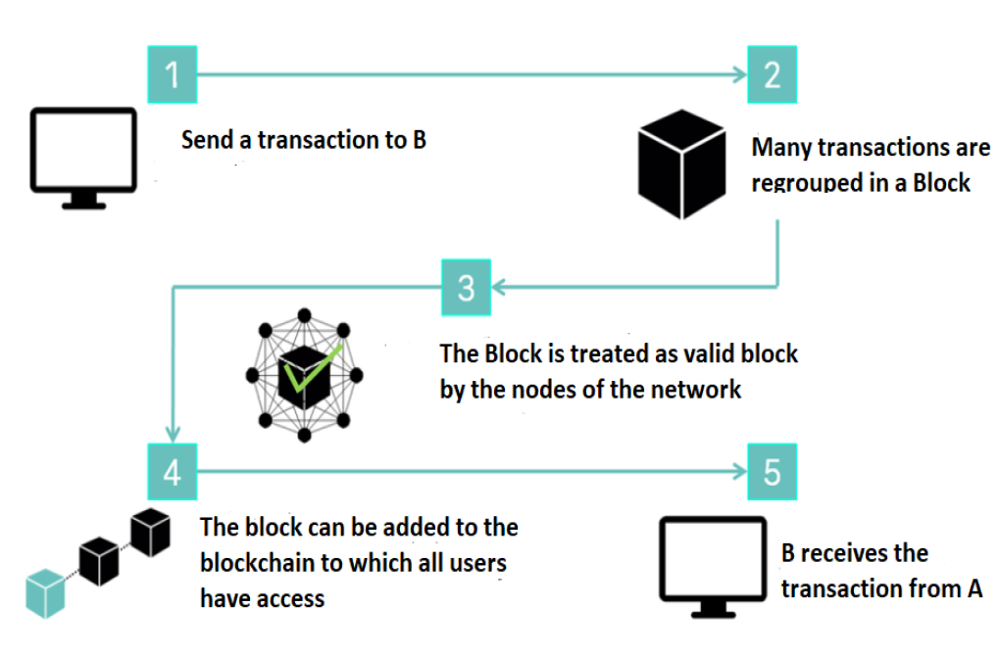 1
2
Send a transaction to B
Many transactions are
regrouped in a Block
3
The Block is treated as valid block
by the nodes of the network
4
5
The block can be added to the
blockchain to which all users
have access
B receives the
transaction from A